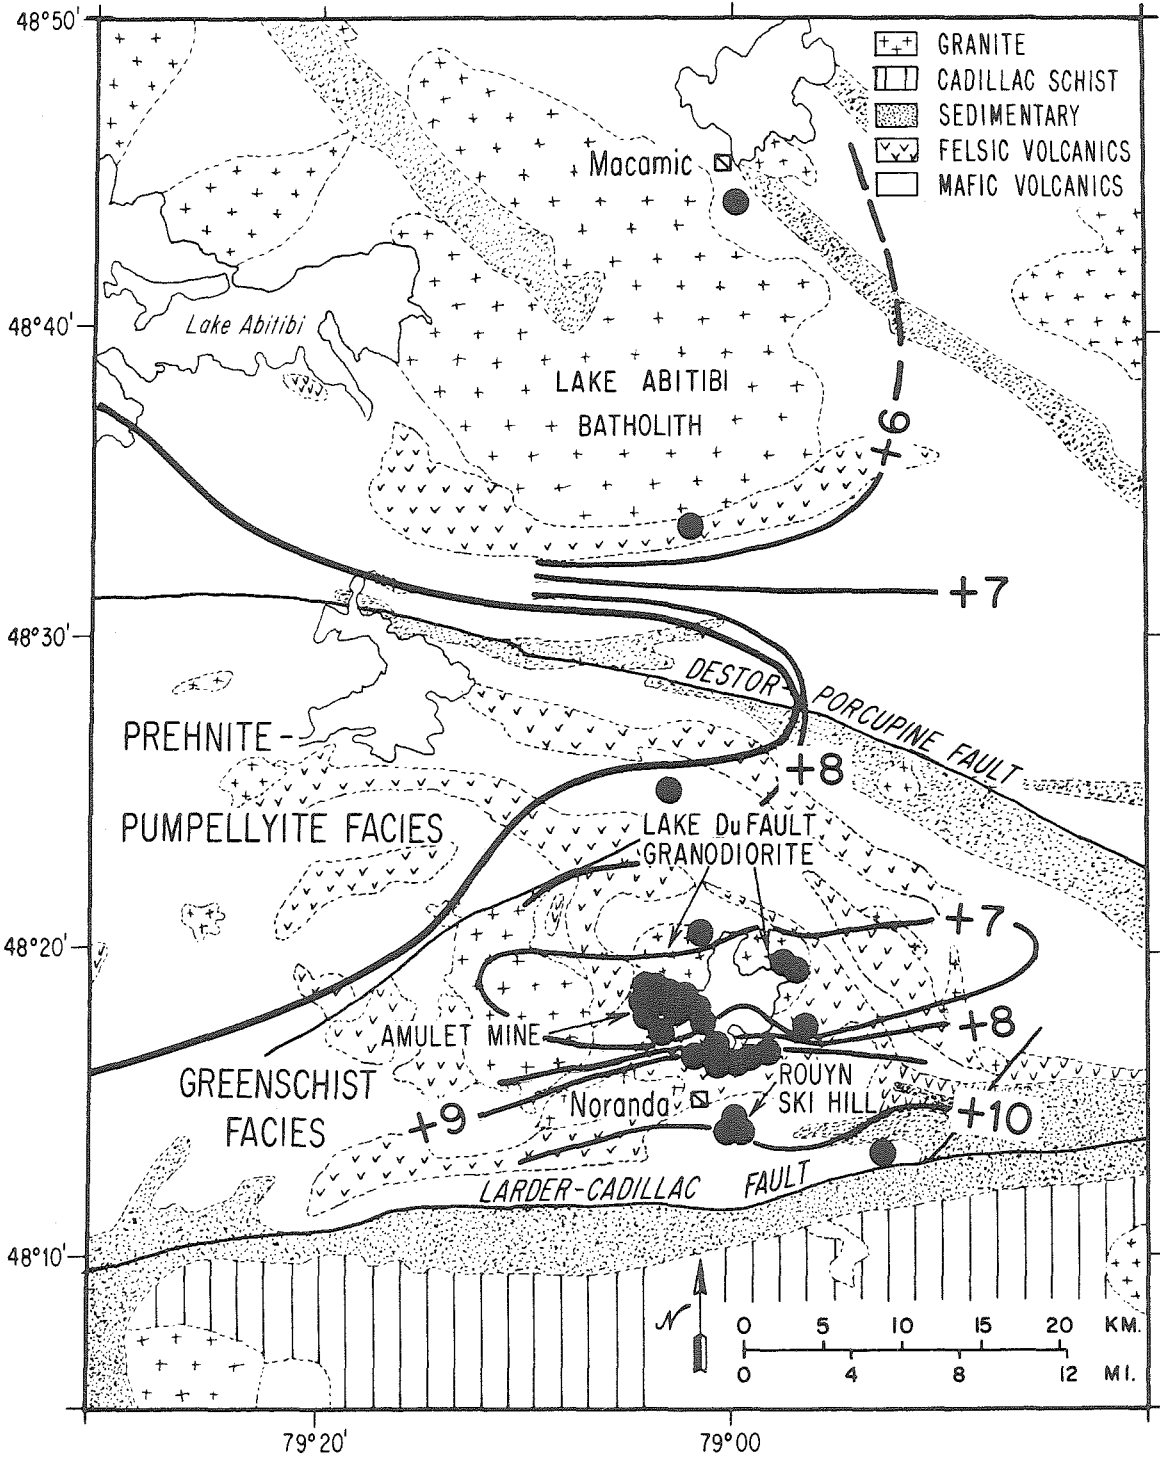 48°50'
GRANITE
CADILLAC SCHIST
SEDIMENTARY
FELSIC VOLCANICS
MAFIC VOLCANICS
Macamic
48°40'
Lake Abitibi
LAKE ABITIBI
BATHOLITH
+6
+7
48°30'
DESTOR-PORCUPINE FAULT
PREHNITE-
+8
PUMPELLYITE FACIES
LAKE DuFAULT
GRANODIORITE
+7
48°20'
AMULET MINE
+8
GREENSCHIST
FACIES
ROUYN
SKI HILL
Noranda
+9
+10
LARDER-CADILLAC FAULT
48°10'
N
0 5 10 15 20 KM.
0 4 8 12 MI.
79°20' 79°00